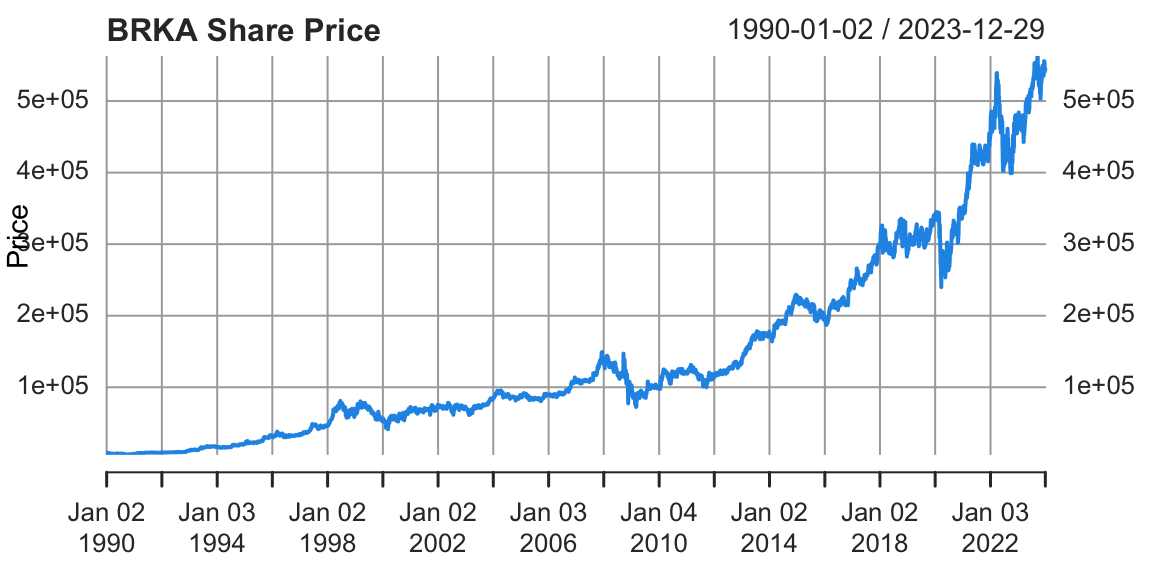 BRKA Share Price 1990-01-02 / 2023-12-29
Price
5e+05 5e+05
4e+05 4e+05
3e+05 3e+05
2e+05 2e+05
1e+05 1e+05
Jan 02 Jan 03 Jan 02 Jan 02 Jan 03 Jan 04 Jan 02 Jan 02 Jan 03
1990 1994 1998 2002 2006 2010 2014 2018 2022